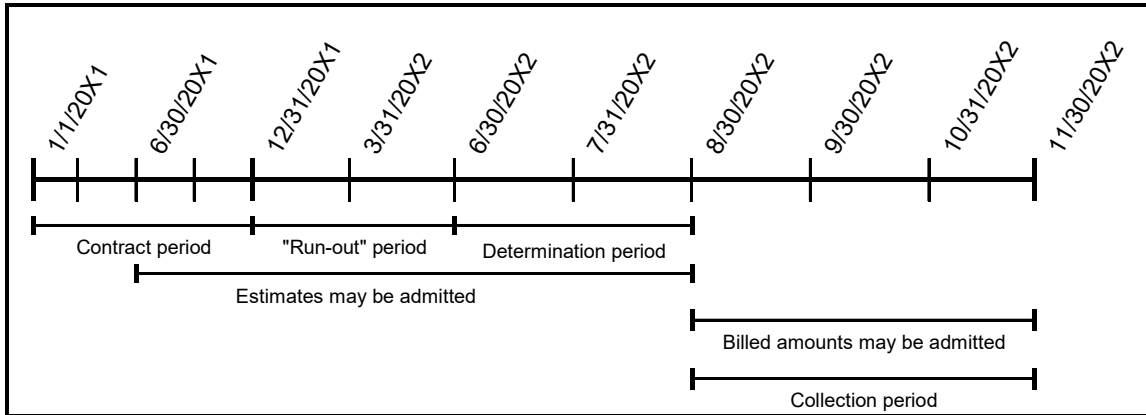 1/1/20X1
6/30/20X1
12/31/20X1
3/31/20X2
6/30/20X2
7/31/20X2
8/30/20X2
9/30/20X2
10/31/20X2
11/30/20X2
Contract period
"Run-out" period
Determination period
Estimates may be admitted
Billed amounts may be admitted
Collection period